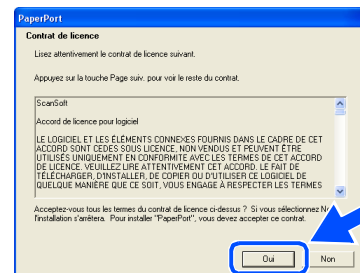 PaperPort
Contrat de licence
Lisez attentivement le contrat de licence suivant.
Appuyez sur la touche Page suiv. pour voir le reste du contrat.
ScanSoft
Accord de licence pour logiciel
LE LOGICIEL ET LES ÉLÉMENTS CONNEXES FOURNIS DANS LE CADRE DE CET
ACCORD SONT CEDES SOUS LICENCE, NON VENDUS ET PEUVENT ÊTRE
UTILISÉS UNIQUEMENT EN CONFORMITE AVEC LES TERMES DE CET ACCORD
DE LICENCE. VEUILLEZ LIRE ATTENTIVEMENT CET ACCORD. LE FAIT DE
TÉLÉCHARGER, D'INSTALLER, DE COPIER OU D'UTILISER CE LOGICIEL DE
QUELQUE MANIÈRE QUE CE SOIT, VOUS ENGAGE À RESPECTER LES TERMES
Acceptez-vous tous les termes du contrat de licence ci-dessus ? Si vous sélectionnez
l'installation s'arrêtera. Pour installer "PaperPort", vous devez accepter ce contrat.
Oui
Non